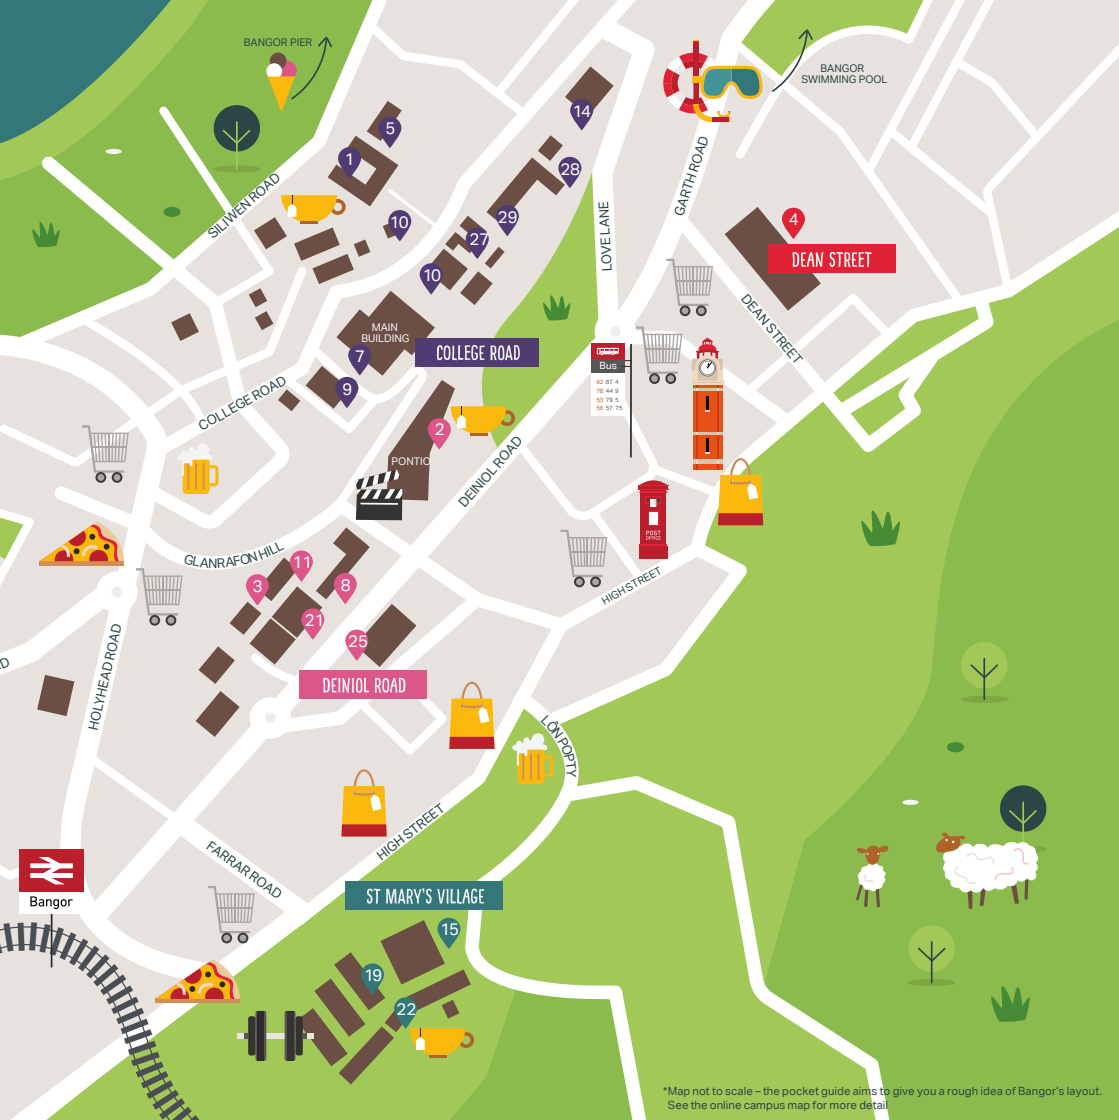 BANGOR PIER
BANGOR
SWIMMING POOL
14
5
1
28
GARTH ROAD
SILIWEN ROAD
10
29
4
LOVE LANE
27
DEAN STREET
10
DEAN STREET
MAIN
BUILDING
7
COLLEGE ROAD
Bus
62 67 4
78 44 9
53 79 5
56 57 75
9
COLLEGE ROAD
2
PONTIO
DEINIOL ROAD
POST
OFFICE
GLANRAFON HILL
11
3
8
HIGH STREET
21
25
HOLYHEAD ROAD
D
DEINIOL ROAD
LÔN POPTY
HIGH STREET
FARRAR ROAD
Bangor
ST MARY'S VILLAGE
15
19
22
*Map not to scale – the pocket guide aims to give you a rough idea of Bangor's layout.
See the online campus map for more detail